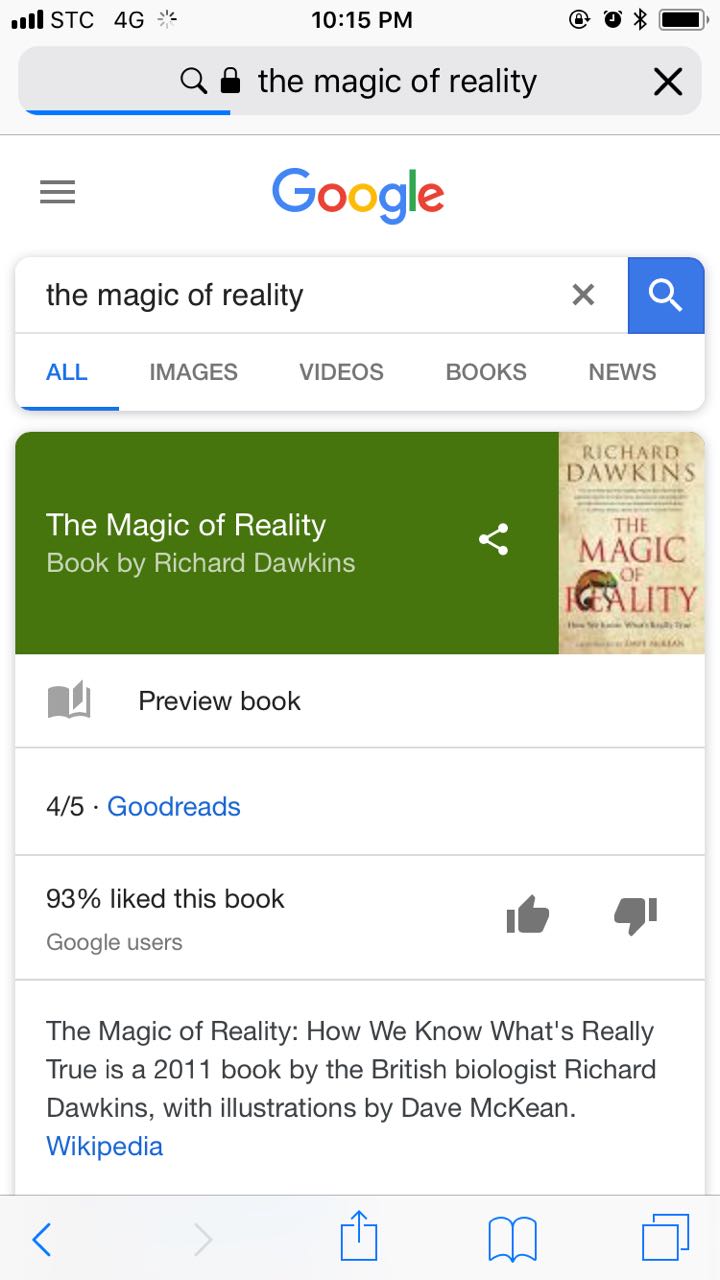 STC 4G 10:15 PM
the magic of reality
Google
the magic of reality
ALL IMAGES VIDEOS BOOKS NEWS
The Magic of Reality
Book by Richard Dawkins
RICHARD
DAWKINS
THE
MAGIC
OF
REALITY
How We Know What's Really True
DAVE McKEAN
Preview book
4/5 · Goodreads
93% liked this book
Google users
The Magic of Reality: How We Know What's Really
True is a 2011 book by the British biologist Richard
Dawkins, with illustrations by Dave McKean.
Wikipedia